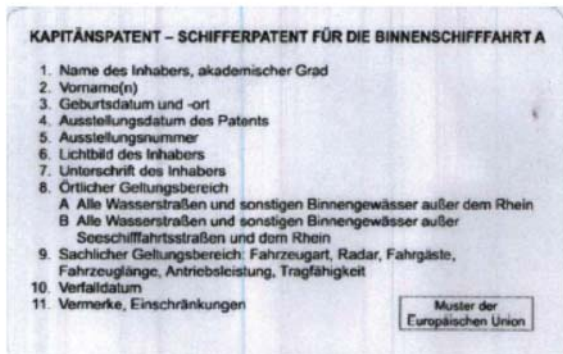 KAPITÄNSPATENT – SCHIFFERPATENT FÜR DIE BINNENSCHIFFFAHRT A
1. Name des Inhabers, akademischer Grad
2. Vorname(n)
3. Geburtsdatum und -ort
4. Ausstellungsdatum des Patents
5. Ausstellungsnummer
6. Lichtbild des Inhabers
7. Unterschrift des Inhabers
8. Örtlicher Geltungsbereich
A Alle Wasserstraßen und sonstigen Binnengewässer außer dem Rhein
B Alle Wasserstraßen und sonstigen Binnengewässer außer
Seeschifffahrtsstraßen und dem Rhein
9. Sachlicher Geltungsbereich: Fahrzeugart, Radar, Fahrgäste,
Fahrzeuglänge, Antriebsleistung, Tragfähigkeit
10. Verfalldatum
11. Vermerke, Einschränkungen
Muster der
Europäischen Union